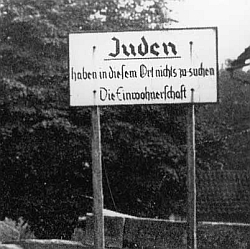 Juden
haben in diesem Ort nichts zu suchen
Die Einwohnerschaft